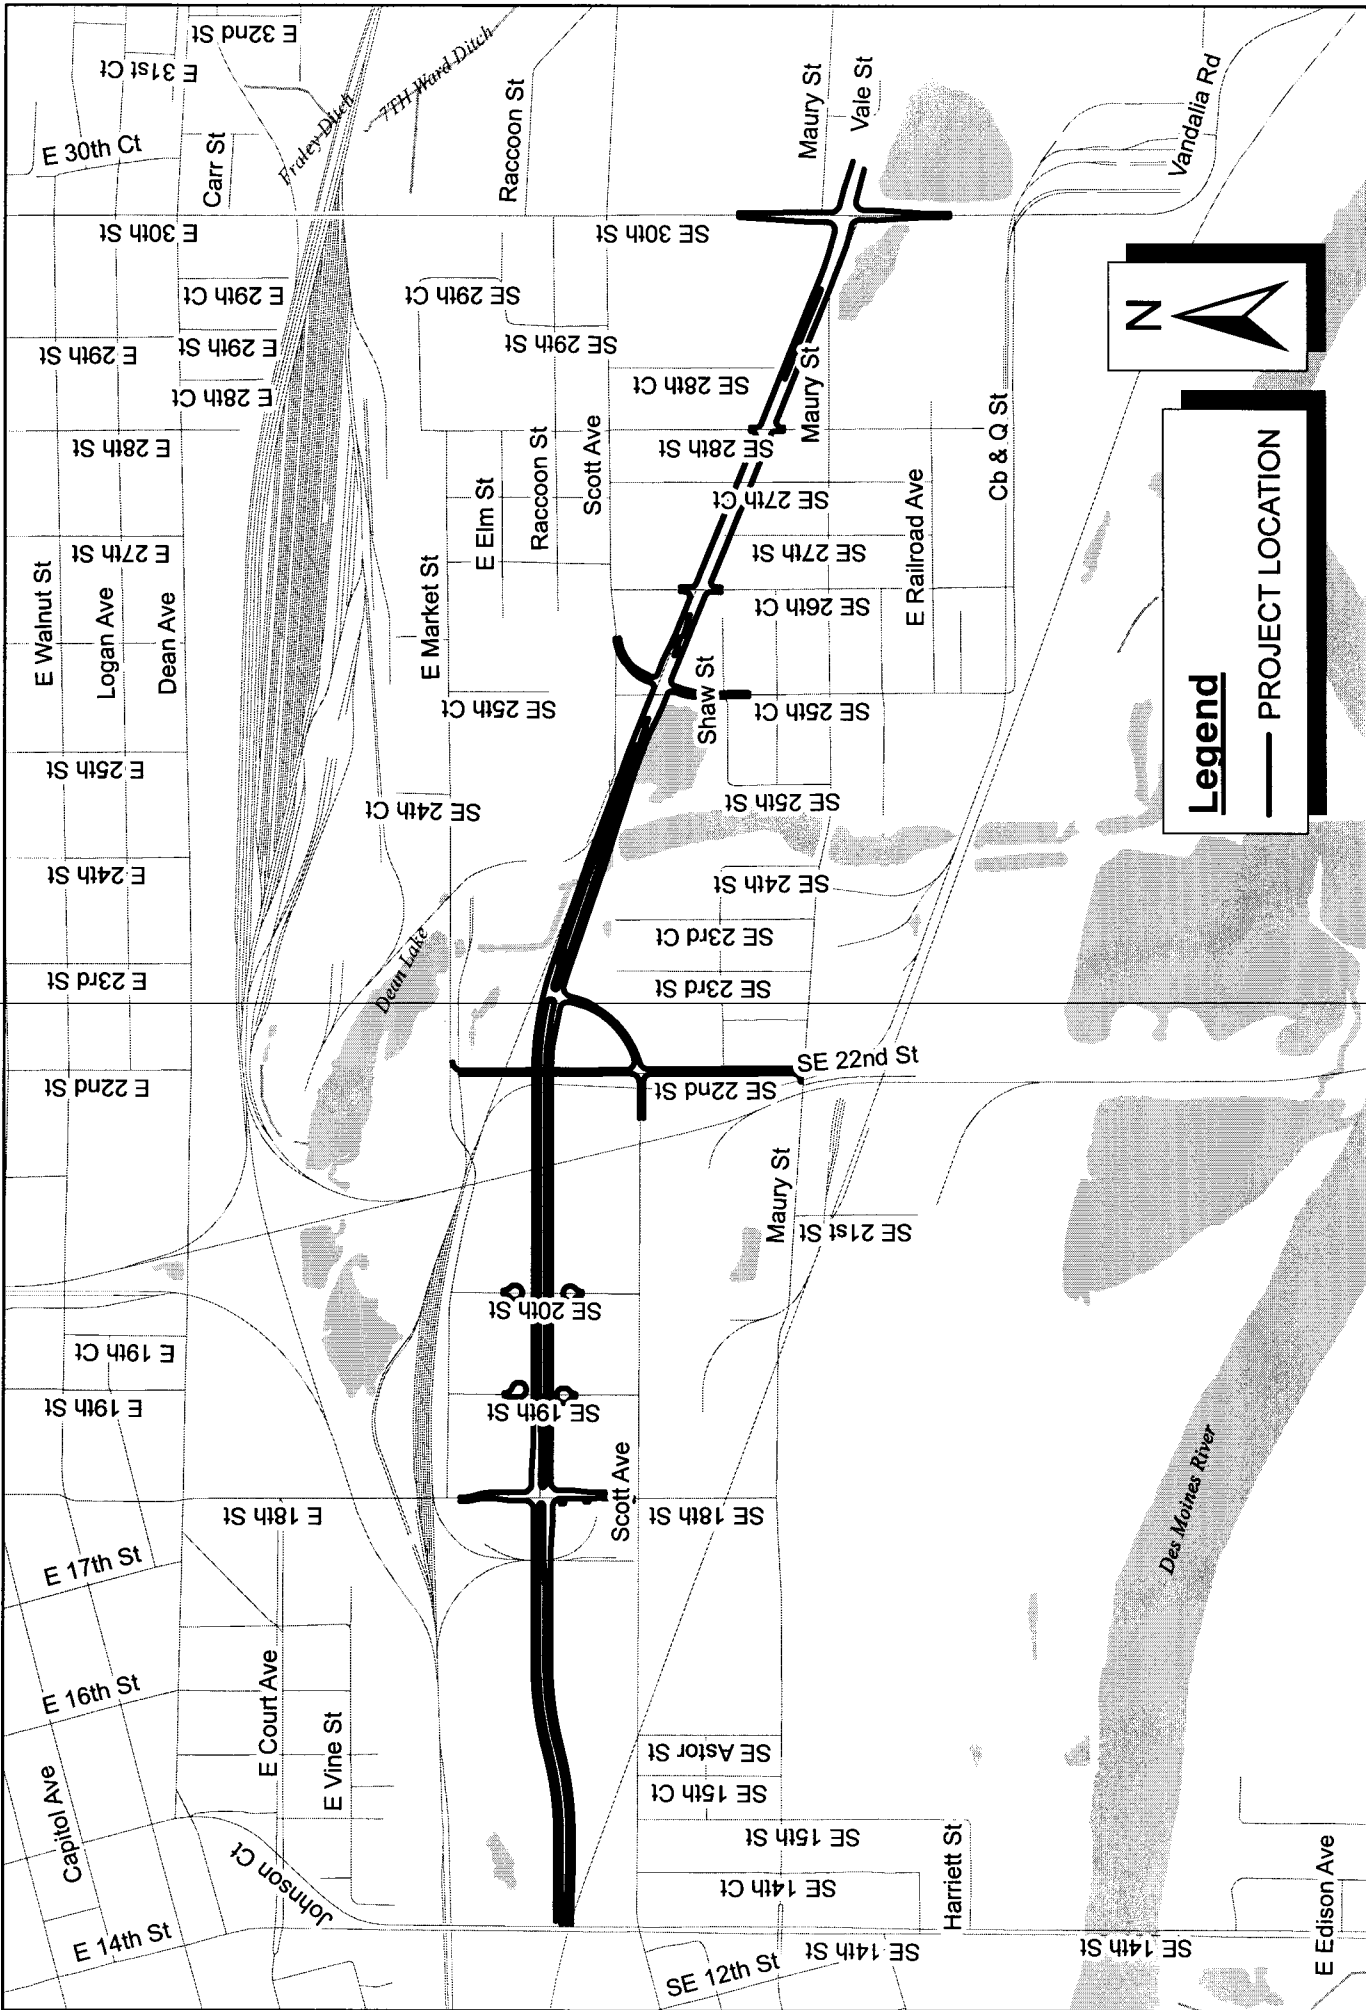 E 32nd St
E 31st Ct
E 30th Ct
Carr St
Fraley Ditch
7TH Ward Ditch
Raccoon St
Maury St
Vale St
Vandalia Rd
E 30th St
SE 30th St
E 29th Ct
SE 29th Ct
E 29th St
E 29th St
SE 29th St
E 28th Ct
SE 28th Ct
Maury St
E 28th St
SE 28th St
Raccoon St
Scott Ave
E Elm St
SE 27th Ct
Cb & Q St
E Walnut St
E 27th St
SE 27th St
Logan Ave
Dean Ave
E Market St
SE 26th Ct
E Railroad Ave
SE 25th Ct
Shaw St
SE 25th Ct
E 25th St
SE 24th Ct
SE 25th St
E 24th St
SE 24th St
Dean Lake
SE 23rd Ct
E 23rd St
SE 23rd St
E 22nd St
SE 22nd St
SE 22nd St
Maury St
SE 21st St
SE 20th St
E 19th Ct
E 19th St
SE 19th St
Scott Ave
E 18th St
SE 18th St
E 17th St
Des Moines River
E 16th St
E Court Ave
E Vine St
SE Astor St
SE 15th Ct
SE 15th St
Capitol Ave
Johnson Ct
SE 14th Ct
Harriett St
E 14th St
SE 14th St
SE 14th St
SE 12th St
E Edison Ave
N
Legend
PROJECT LOCATION